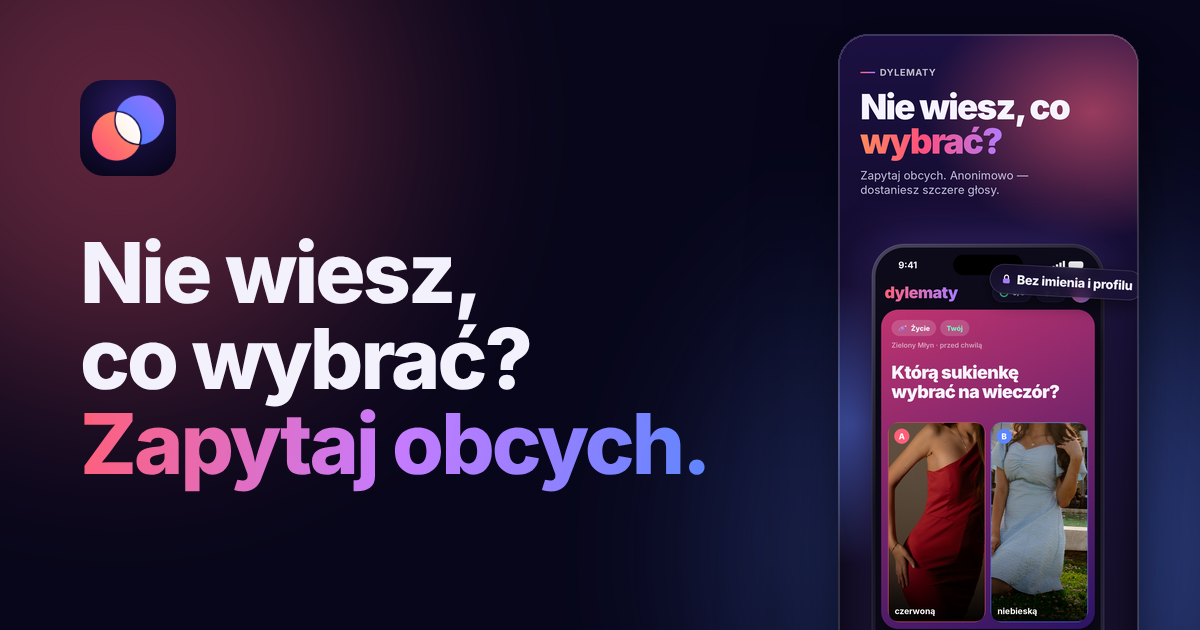 Nie wiesz,
co wybrać?
Zapytaj obcych.
DYLEMATY
Nie wiesz, co
wybrać?
Zapytaj obcych. Anonimowo —
dostaniesz szczere głosy.
9:41
Bez imienia i profilu
dylematy
Życie
Twój
Zielony Młyn · przed chwilą
Którą sukienkę
wybrać na wieczór?
A
B
czerwoną
niebieską